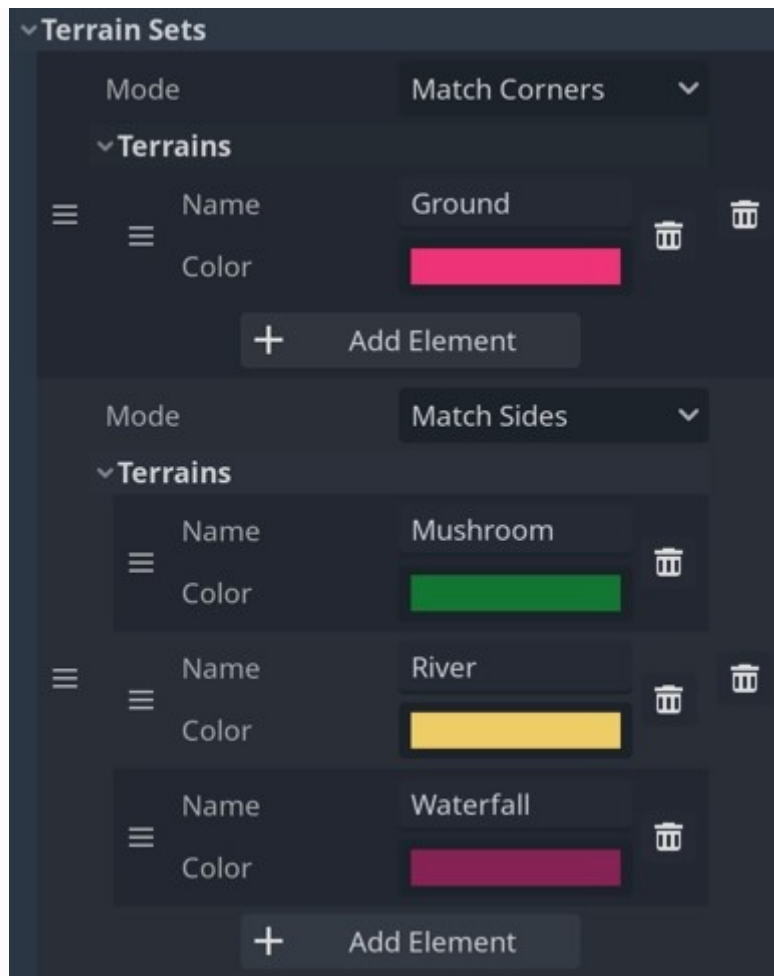 Terrain Sets
Mode Match Corners
Terrains
Name Ground
Color
Add Element
Mode Match Sides
Terrains
Name Mushroom
Color
Name River
Color
Name Waterfall
Color
Add Element